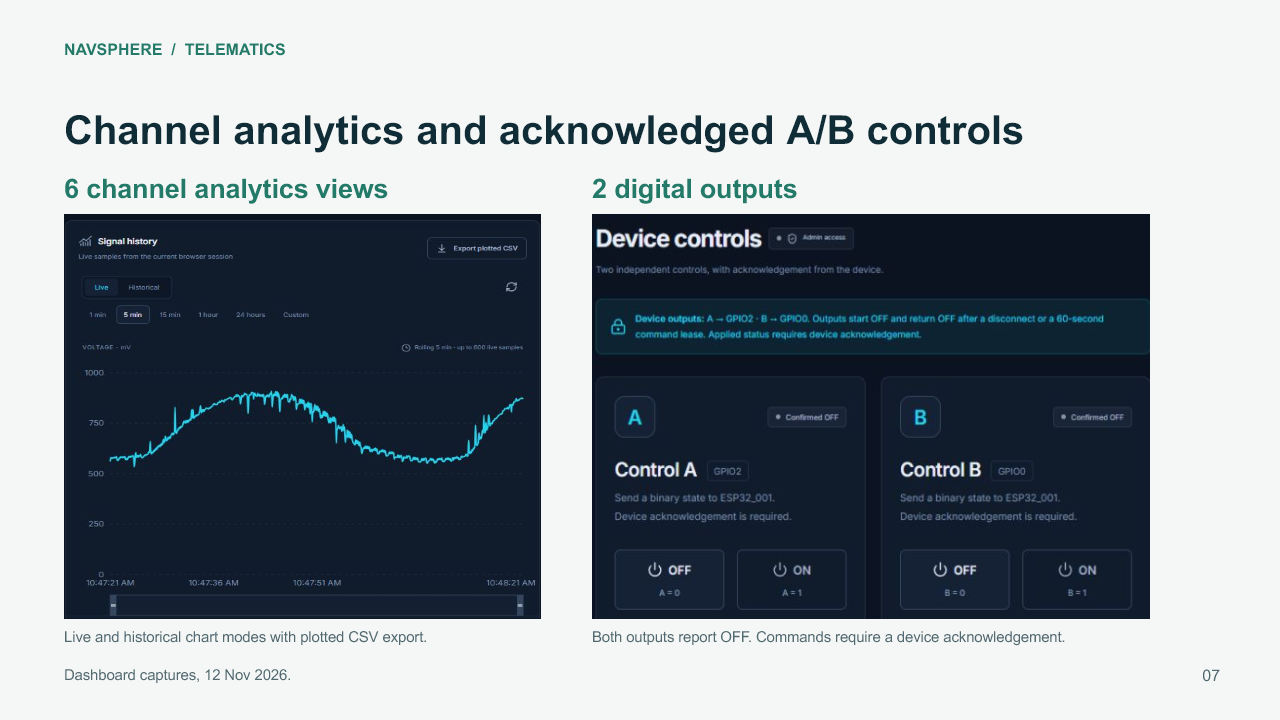 NAVSPHERE / TELEMATICS
Channel analytics and acknowledged A/B controls
6 channel analytics views
Signal history
Live samples from the current browser session
Export plotted CSV
Live Historical
1 min 5 min 15 min 1 hour 24 hours Custom
VOLTAGE - mV
Rolling 5 min - up to 600 live samples
1000
750
500
250
0
10:47:21 AM 10:47:36 AM 10:47:51 AM 10:48:21 AM
Live and historical chart modes with plotted CSV export.
2 digital outputs
Device controls
Admin access
Two independent controls, with acknowledgement from the device.
Device outputs: A → GPIO2 · B → GPIO0. Outputs start OFF and return OFF after a disconnect or a 60-second
command lease. Applied status requires device acknowledgement.
A
Confirmed OFF
Control A GPIO2
Send a binary state to ESP32_001.
Device acknowledgement is required.
OFF
A = 0
ON
A = 1
B
Confirmed OFF
Control B GPIO0
Send a binary state to ESP32_001.
Device acknowledgement is required.
OFF
B = 0
ON
B = 1
Both outputs report OFF. Commands require a device acknowledgement.
Dashboard captures, 12 Nov 2026.
07